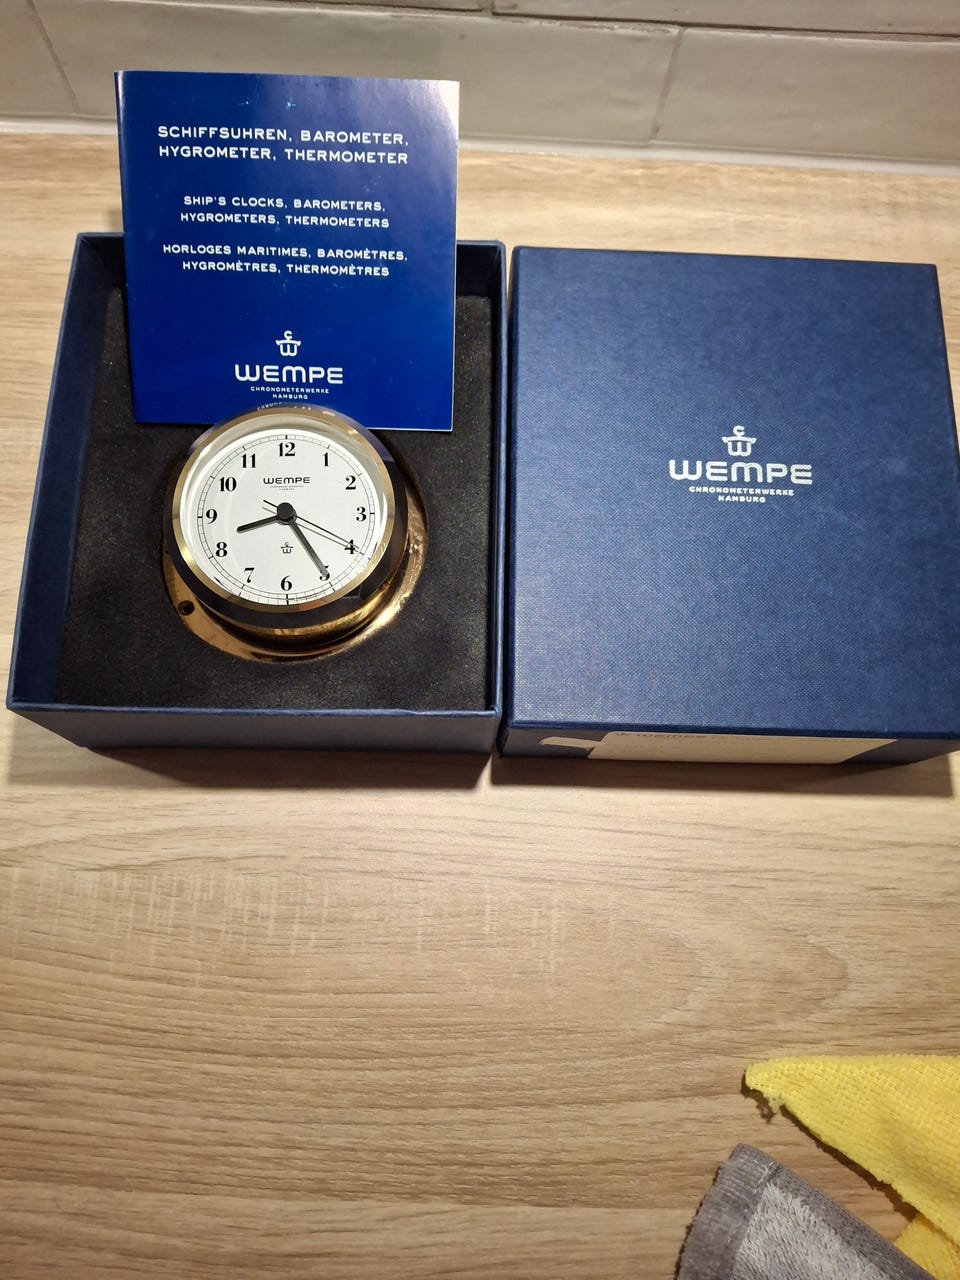 SCHIFFSUHREN, BAROMETER,
HYGROMETER, THERMOMETER
SHIP'S CLOCKS, BAROMETERS,
HYGROMETERS, THERMOMETERS
HORLOGES MARITIMES, BAROMÈTRES,
HYGROMÈTRES, THERMOMÈTRES
WEMPE
CHRONOMETERWERKE
HAMBURG
12
1
2
3
4
5
6
7
8
9
10
11
WEMPE
WEMPE
CHRONOMETERWERKE
HAMBURG
WEMPE